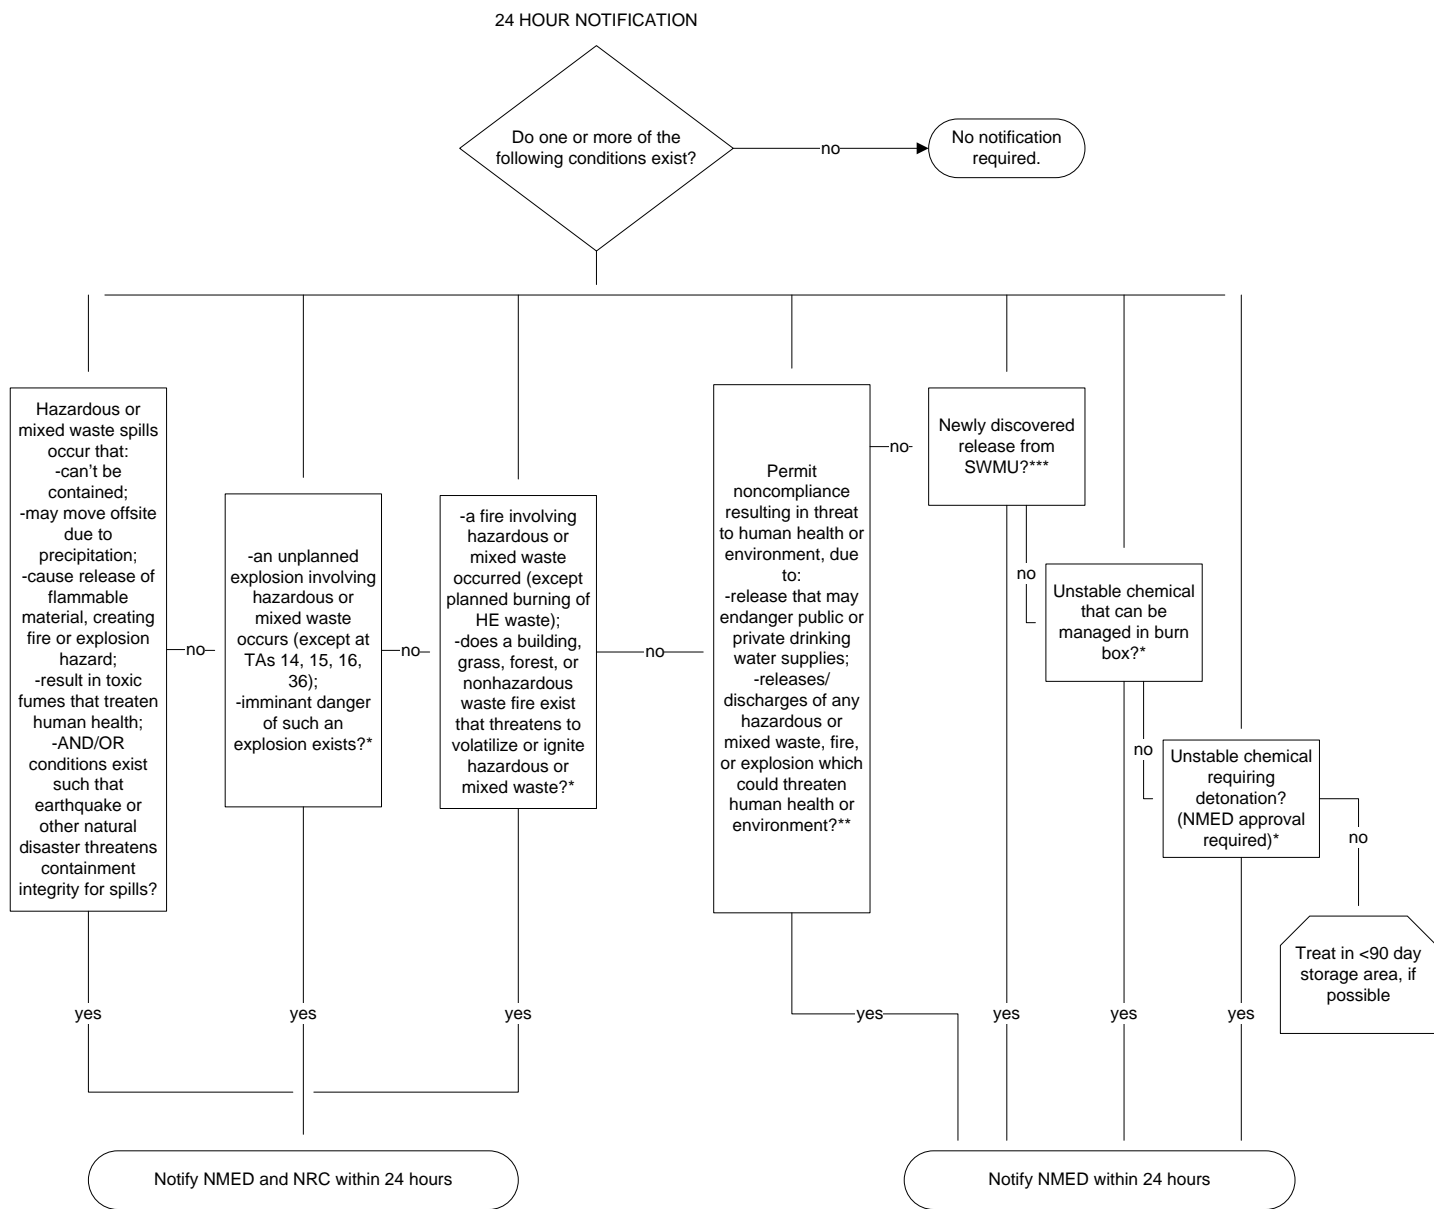 24 HOUR NOTIFICATION
Do one or more of the
following conditions exist?
no
No notification
required.
Hazardous or
mixed waste spills
occur that:
-can't be
contained;
-may move offsite
due to
precipitation;
-cause release of
flammable
material, creating
fire or explosion
hazard;
-result in toxic
fumes that treaten
human health;
-AND/OR
conditions exist
such that
earthquake or
other natural
disaster threatens
containment
integrity for spills?
no
-an unplanned
explosion involving
hazardous or
mixed waste
occurs (except at
TAs 14, 15, 16,
36);
-imminant danger
of such an
explosion exists?*
no
-a fire involving
hazardous or
mixed waste
occurred (except
planned burning of
HE waste);
-does a building,
grass, forest, or
nonhazardous
waste fire exist
that threatens to
volatilize or ignite
hazardous or
mixed waste?*
no
Permit
noncompliance
resulting in threat
to human health or
environment, due
to:
-release that may
endanger public or
private drinking
water supplies;
-releases/
discharges of any
hazardous or
mixed waste, fire,
or explosion which
could threaten
human health or
environment?**
no
Newly discovered
release from
SWMU?***
no
Unstable chemical
that can be
managed in burn
box?*
no
Unstable chemical
requiring
detonation?
(NMED approval
required)*
no
Treat in <90 day
storage area, if
possible
yes
yes
yes
yes
yes
yes
yes
Notify NMED and NRC within 24 hours
Notify NMED within 24 hours